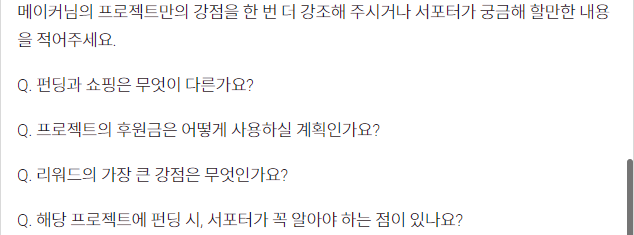 메이커님의 프로젝트만의 강점을 한 번 더 강조해 주시거나 서포터가 궁금해 할만한 내용
을 적어주세요.
Q. 펀딩과 쇼핑은 무엇이 다른가요?
Q. 프로젝트의 후원금은 어떻게 사용하실 계획인가요?
Q. 리워드의 가장 큰 강점은 무엇인가요?
Q. 해당 프로젝트에 펀딩 시, 서포터가 꼭 알아야 하는 점이 있나요?